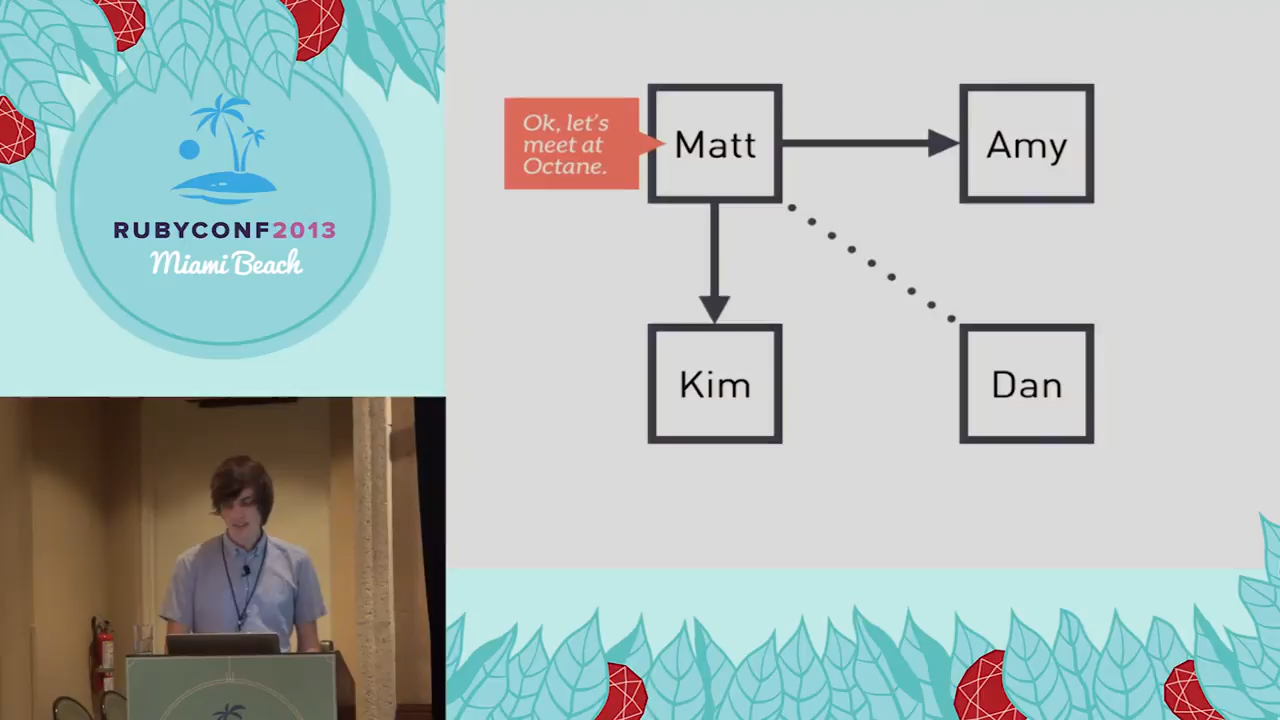 RUBYCONF2013
Miami Beach
Ok, let's
meet at
Octane.
Matt
Amy
Kim
Dan